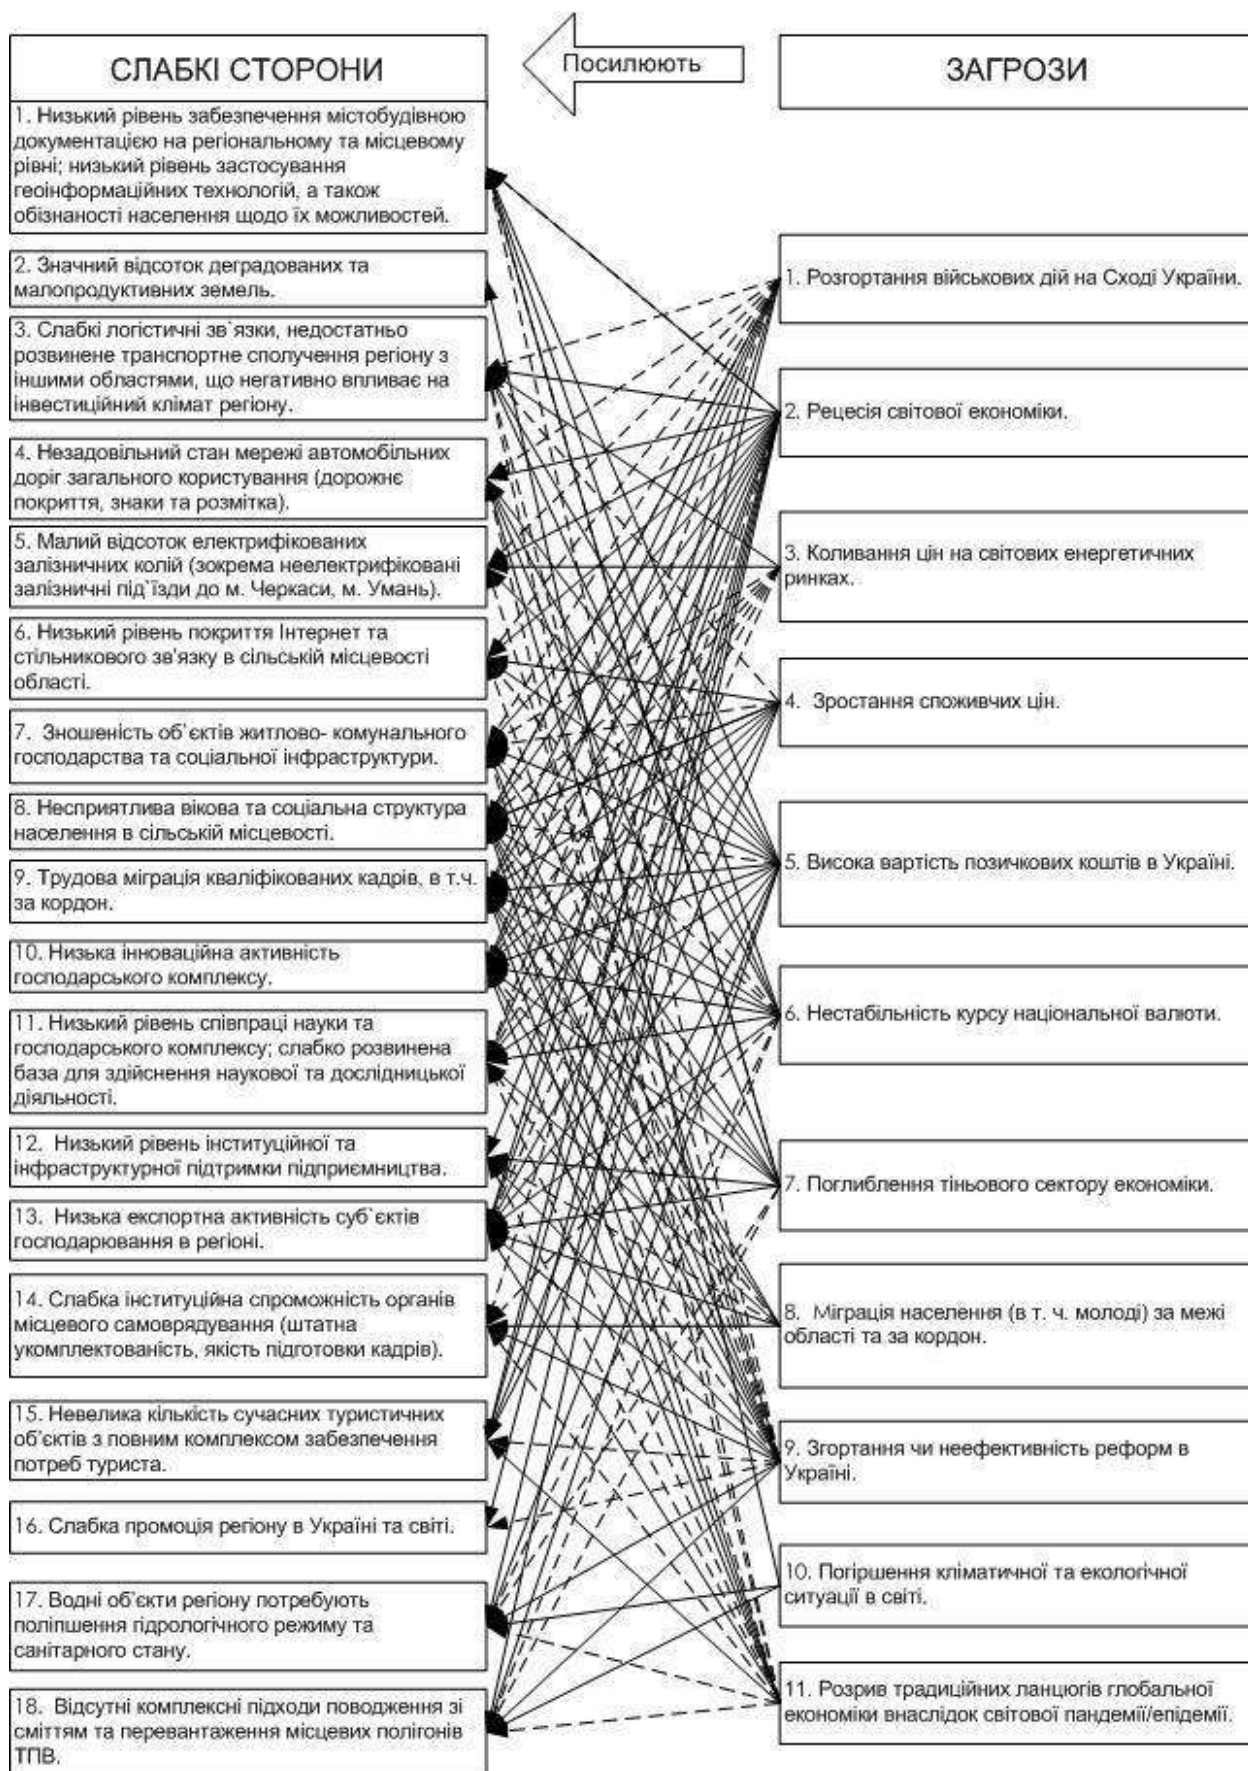 СЛАБКІ СТОРОНИ
Посилюють
ЗАГРОЗИ
1. Низький рівень забезпечення містобудівною
документацією на регіональному та місцевому
рівні; низький рівень застосування
геоінформаційних технологій, а також
обізнаності населення щодо їх можливостей.
2. Значний відсоток деградованих та
малопродуктивних земель.
3. Слабкі логістичні зв`язки, недостатньо
розвинене транспортне сполучення регіону з
іншими областями, що негативно впливає на
інвестиційний клімат регіону.
4. Незадовільний стан мережі автомобільних
доріг загального користування (дорожнє
покриття, знаки та розмітка).
5. Малий відсоток електрифікованих
залізничних колій (зокрема неелектрифіковані
залізничні під`їзди до м. Черкаси, м. Умань).
6. Низький рівень покриття Інтернет та
стільникового зв'язку в сільській місцевості
області.
7. Зношеність об`єктів житлово- комунального
господарства та соціальної інфраструктури.
8. Несприятлива вікова та соціальна структура
населення в сільській місцевості.
9. Трудова міграція кваліфікованих кадрів, в т.ч.
за кордон.
10. Низька інноваційна активність
господарського комплексу.
11. Низький рівень співпраці науки та
господарського комплексу; слабко розвинена
база для здійснення наукової та дослідницької
діяльності.
12. Низький рівень інституційної та
інфраструктурної підтримки підприємництва.
13. Низька експортна активність суб`єктів
господарювання в регіоні.
14. Слабка інституційна спроможність органів
місцевого самоврядування (штатна
укомплектованість, якість підготовки кадрів).
15. Невелика кількість сучасних туристичних
об'єктів з повним комплексом забезпечення
потреб туриста.
16. Слабка промоція регіону в Україні та світі.
17. Водні об'єкти регіону потребують
поліпшення гідрологічного режиму та
санітарного стану.
18. Відсутні комплексні підходи поводження зі
сміттям та перевантаження місцевих полігонів
ТПВ.
1. Розгортання військових дій на Сході України.
2. Рецесія світової економіки.
3. Коливання цін на світових енергетичних
ринках.
4. Зростання споживчих цін.
5. Висока вартість позичкових коштів в Україні.
6. Нестабільність курсу національної валюти.
7. Поглиблення тіньового сектору економіки.
8. Міграція населення (в т. ч. молоді) за межі
області та за кордон.
9. Згортання чи неефективність реформ в
Україні.
10. Погіршення кліматичної та екологічної
ситуації в світі.
11. Розрив традиційних ланцюгів глобальної
економіки внаслідок світової пандемії/епідемії.